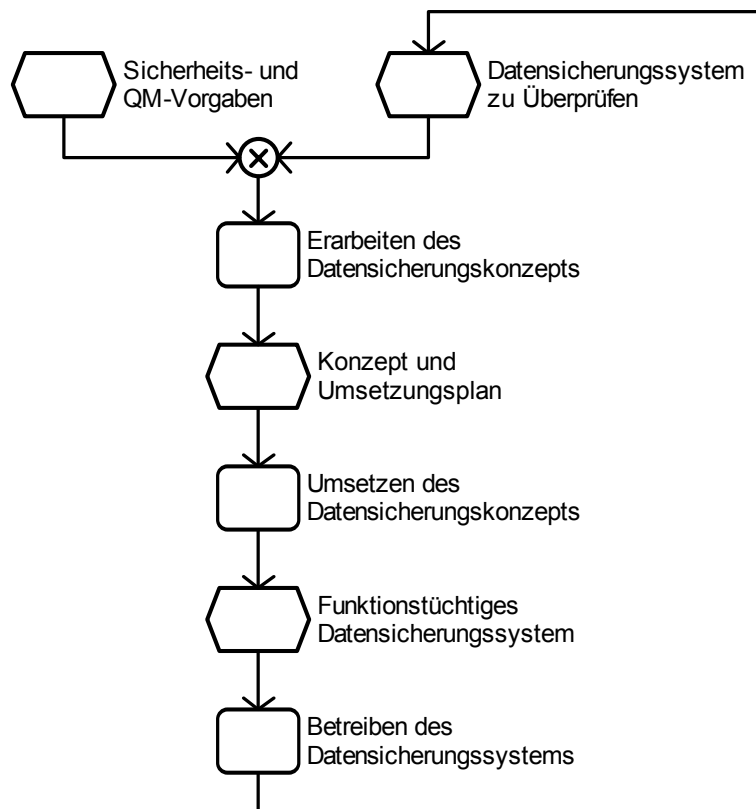 Sicherheits- und
QM-Vorgaben
Datensicherungssystem
zu Überprüfen
Erarbeiten des
Datensicherungskonzepts
Konzept und
Umsetzungsplan
Umsetzen des
Datensicherungskonzepts
Funktionstüchtiges
Datensicherungssystem
Betreiben des
Datensicherungssystems